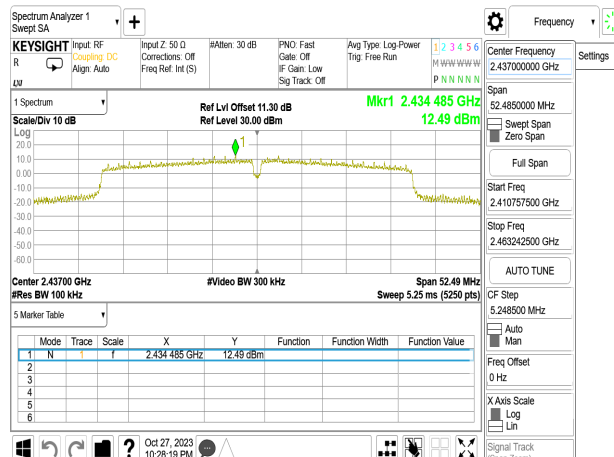 Spectrum Analyzer 1
Swept SA
Frequency
KEYSIGHT
R
Input: RF
Coupling: DC
Align: Auto
Input Z: 50 Ω
Corrections: Off
Freq Ref: Int (S)
#Atten: 30 dB
PNO: Fast
Gate: Off
IF Gain: Low
Sig Track: Off
Avg Type: Log-Power
Trig: Free Run
1 2 3 4 5 6
M W W W W W
P N N N N N
LXI
1 Spectrum
Scale/Div 10 dB
Ref Lvl Offset 11.30 dB
Ref Level 30.00 dBm
Mkr1 2.434 485 GHz
12.49 dBm
Log
20.0
10.0
0.00
-10.0
-20.0
-30.0
-40.0
-50.0
-60.0
1
Center 2.43700 GHz
#Res BW 100 kHz
#Video BW 300 kHz
Span 52.49 MHz
Sweep 5.25 ms (5250 pts)
5 Marker Table
Mode Trace Scale X Y Function Function Width Function Value
1 N 1 f 2.434 485 GHz 12.49 dBm
2
3
4
5
6
Oct 27, 2023
10:28:19 PM
Center Frequency
2.437000000 GHz
Settings
Span
52.4850000 MHz
Swept Span
Zero Span
Full Span
Start Freq
2.410757500 GHz
Stop Freq
2.463242500 GHz
AUTO TUNE
CF Step
5.248500 MHz
Auto
Man
Freq Offset
0 Hz
X Axis Scale
Log
Lin
Signal Track